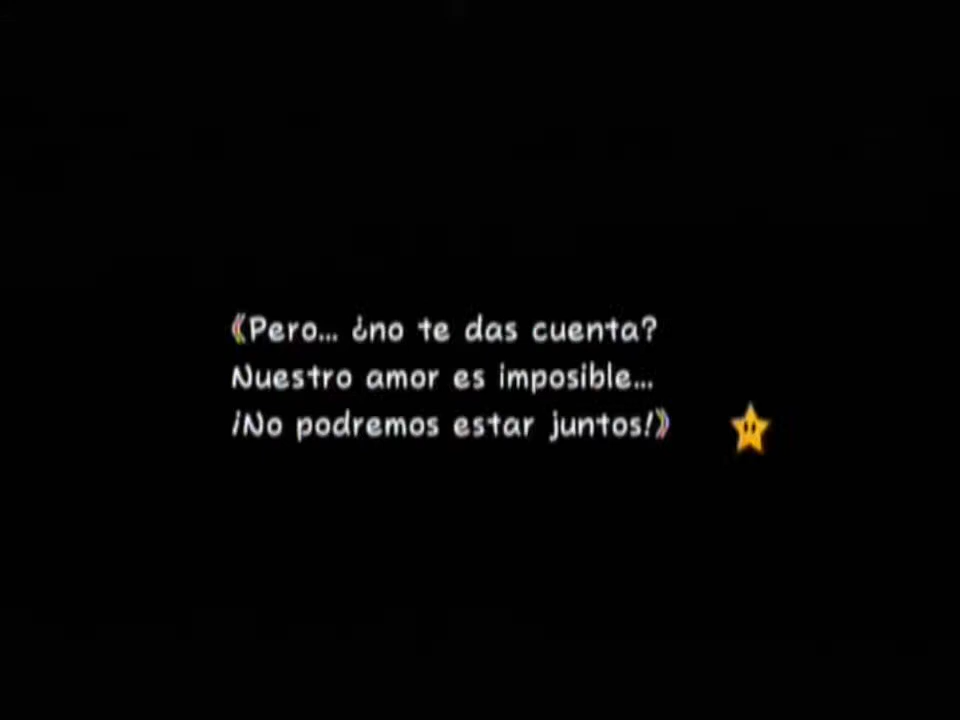 《Pero... ¿no te das cuenta?
Nuestro amor es imposible...
¡No podremos estar juntos!》